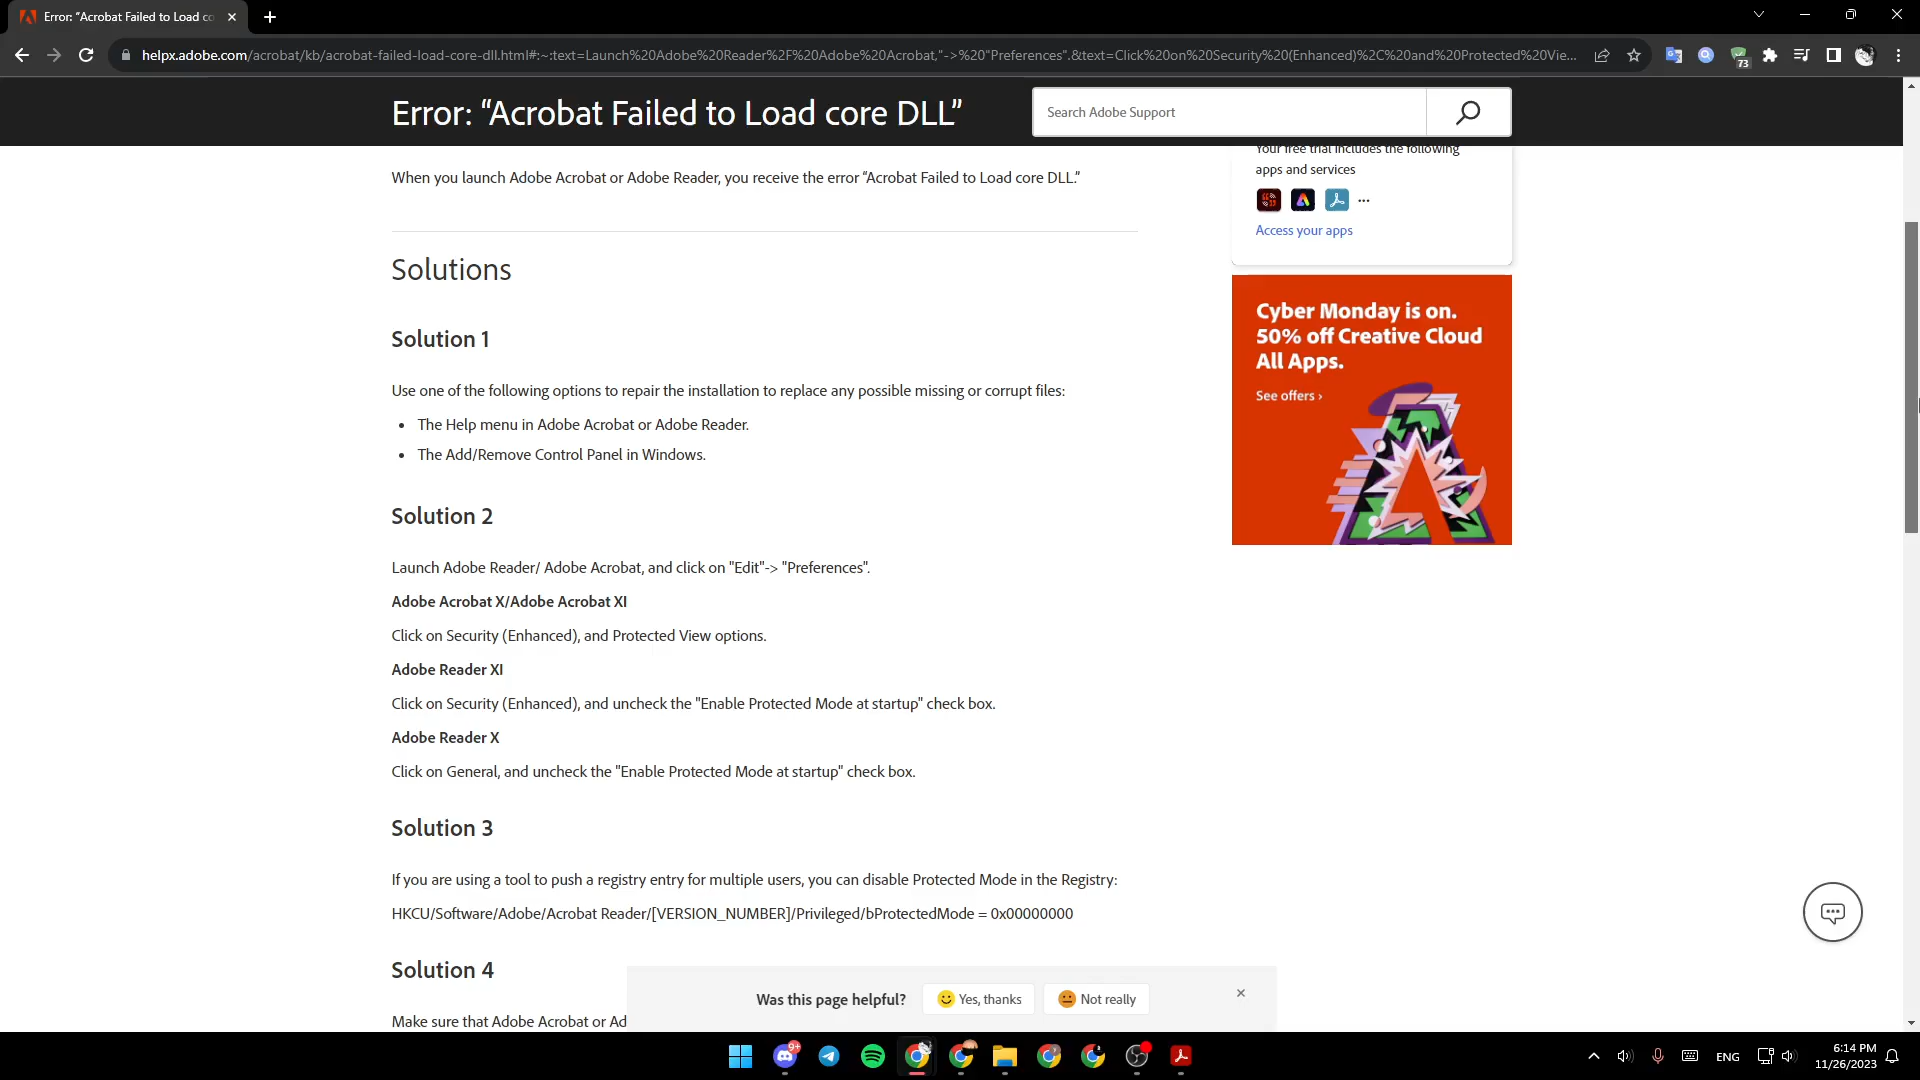 Error: “Acrobat Failed to Load co
helpx.adobe.com/acrobat/kb/acrobat-failed-load-core-dll.html#:~:text=Launch%20Adobe%20Reader%2F%20Adobe%20Acrobat,"->%20"Preferences".&text=Click%20on%20Security%20(Enhanced)%2C%20and%20Protected%20Vie...
73
Error: “Acrobat Failed to Load core DLL”
Search Adobe Support
Your free trial includes the following
apps and services
Access your apps
When you launch Adobe Acrobat or Adobe Reader, you receive the error “Acrobat Failed to Load core DLL.”
Solutions
Cyber Monday is on.
50% off Creative Cloud
All Apps.
See offers ›
Solution 1
Use one of the following options to repair the installation to replace any possible missing or corrupt files:
• The Help menu in Adobe Acrobat or Adobe Reader.
• The Add/Remove Control Panel in Windows.
Solution 2
Launch Adobe Reader/ Adobe Acrobat, and click on "Edit"-> "Preferences".
Adobe Acrobat X/Adobe Acrobat XI
Click on Security (Enhanced), and Protected View options.
Adobe Reader XI
Click on Security (Enhanced), and uncheck the "Enable Protected Mode at startup" check box.
Adobe Reader X
Click on General, and uncheck the "Enable Protected Mode at startup" check box.
Solution 3
If you are using a tool to push a registry entry for multiple users, you can disable Protected Mode in the Registry:
HKCU/Software/Adobe/Acrobat Reader/[VERSION_NUMBER]/Privileged/bProtectedMode = 0x00000000
Solution 4
Make sure that Adobe Acrobat or Ad
Was this page helpful?
Yes, thanks
Not really
9+
ENG
6:14 PM
11/26/2023